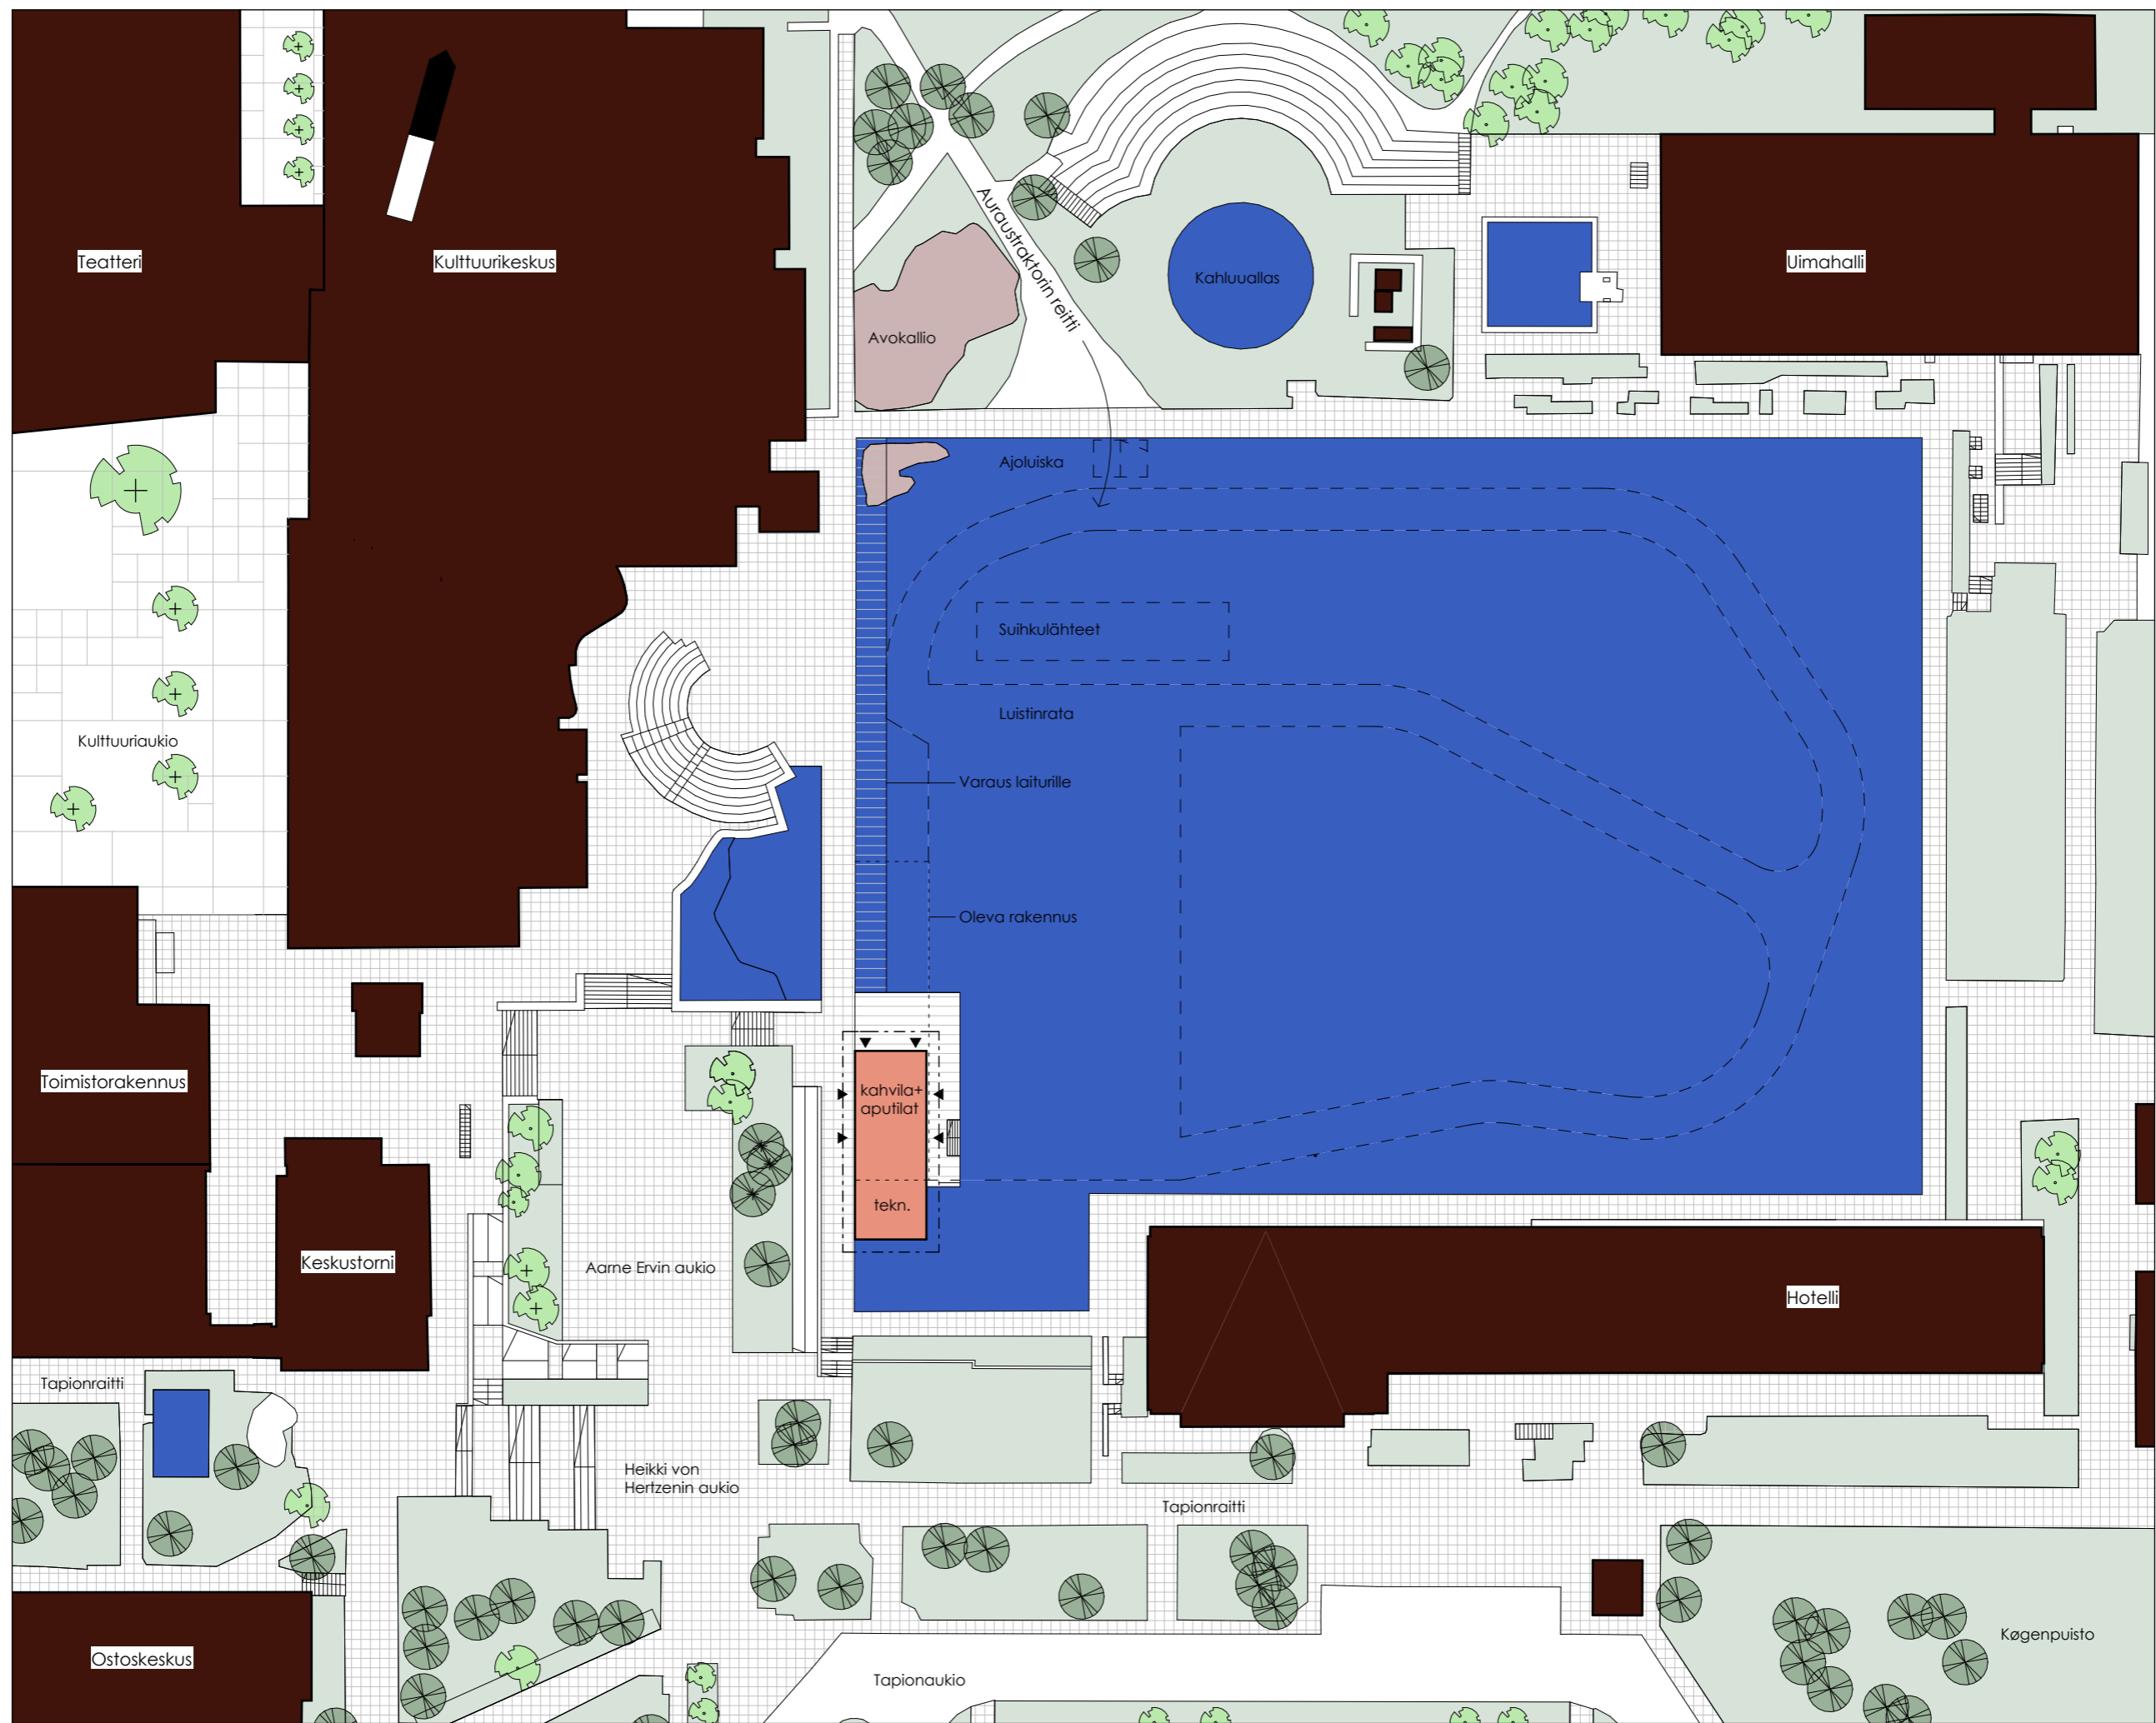 Teatteri
Kulttuurikeskus
Auraustraktorin reitti
Kahluuallas
Uimahalli
Avokallio
Ajoluiska
Suihkulähteet
Luistinrata
Kulttuuriaukio
Varaus laiturille
Oleva rakennus
Toimistorakennus
kahvila+
aputilat
tekn.
Keskustorni
Aarne Ervin aukio
Hotelli
Tapionraitti
Heikki von
Hertzenin aukio
Tapionraitti
Ostoskeskus
Køgenpuisto
Tapionaukio